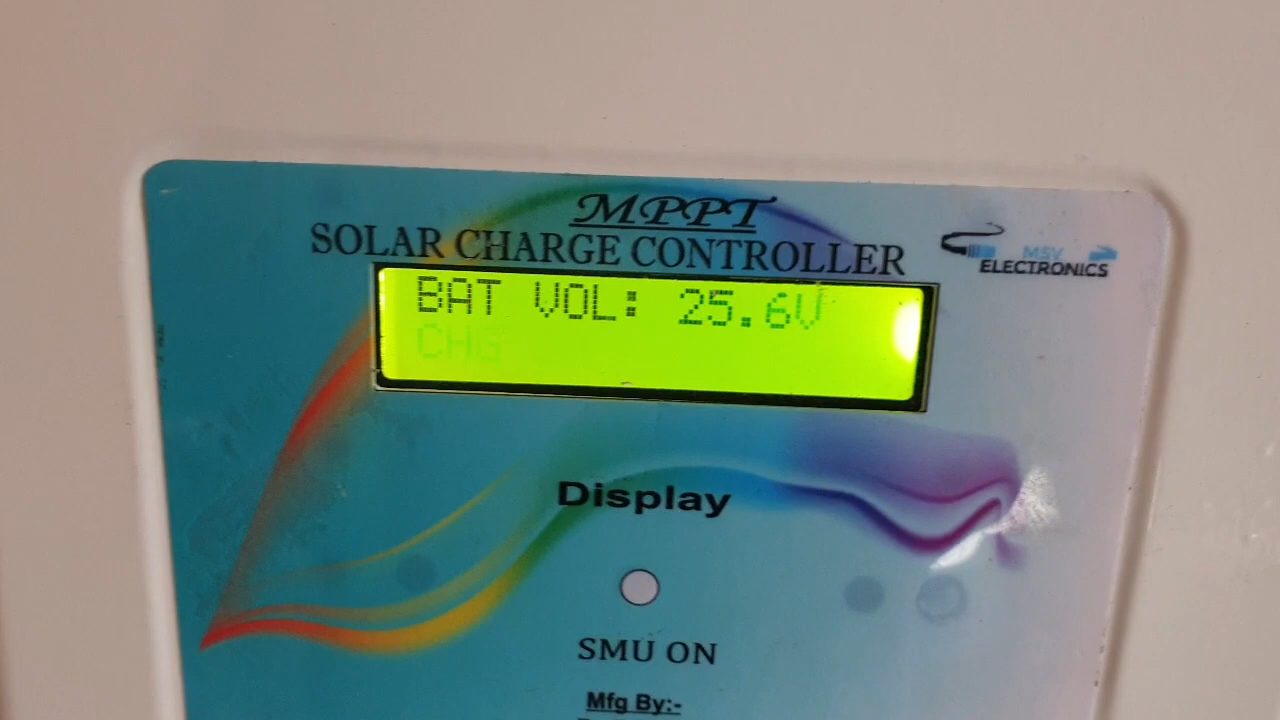 MPPT
SOLAR CHARGE CONTROLLER
MSV
ELECTRONICS
BAT VOL: 25.6V
CHG
Display
SMU ON
Mfg By:-